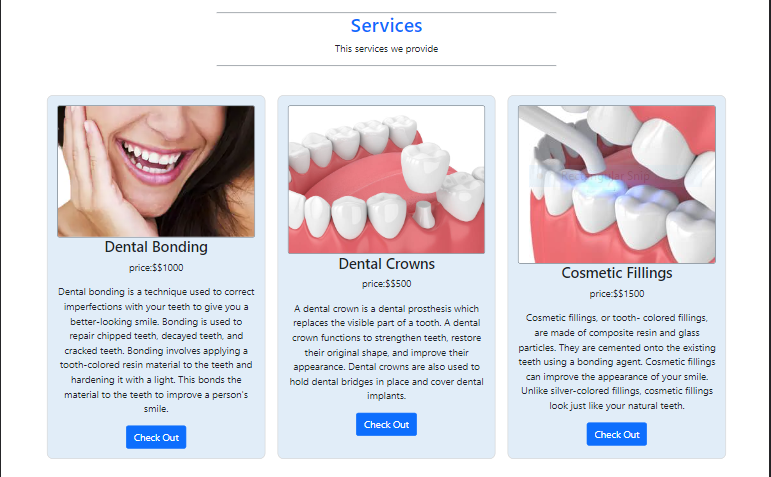 Services
This services we provide
Dental Bonding
price:$$1000
Dental bonding is a technique used to correct
imperfections with your teeth to give you a
better-looking smile. Bonding is used to
repair chipped teeth, decayed teeth, and
cracked teeth. Bonding involves applying a
tooth-colored resin material to the teeth and
hardening it with a light. This bonds the
material to the teeth to improve a person's
smile.
Check Out
Dental Crowns
price:$$500
A dental crown is a dental prosthesis which
replaces the visible part of a tooth. A dental
crown functions to strengthen teeth, restore
their original shape, and improve their
appearance. Dental crowns are also used to
hold dental bridges in place and cover dental
implants.
Check Out
Rectangular Snip
Cosmetic Fillings
price:$$1500
Cosmetic fillings, or tooth- colored fillings,
are made of composite resin and glass
particles. They are cemented onto the existing
teeth using a bonding agent. Cosmetic fillings
can improve the appearance of your smile.
Unlike silver-colored fillings, cosmetic fillings
look just like your natural teeth.
Check Out